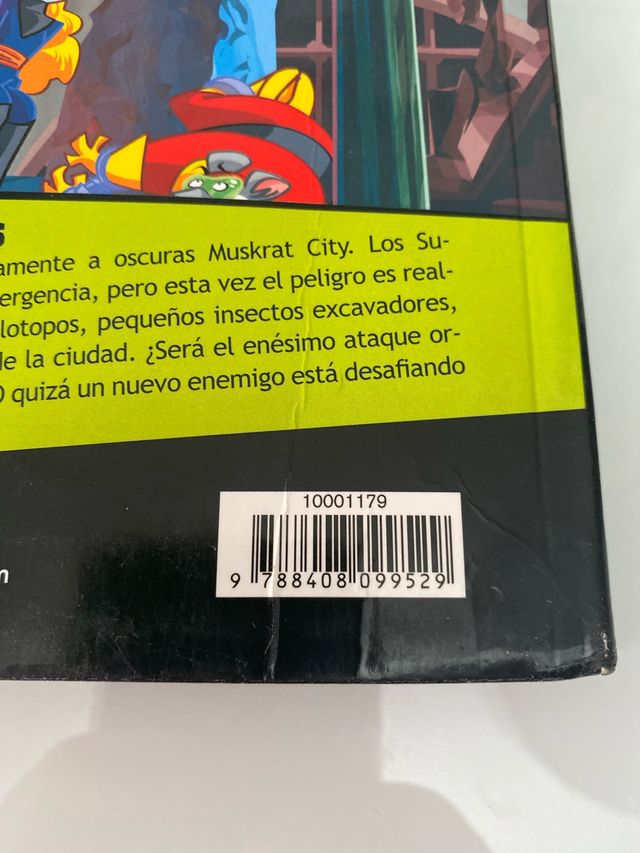 S
amente a oscuras Muskrat City. Los Su-
ergencia, pero esta vez el peligro es real-
lotopos, pequeños insectos excavadores,
de la ciudad. ¿Será el enésimo ataque or-
O quizá un nuevo enemigo está desafiando
m
10001179
9 788408 099529